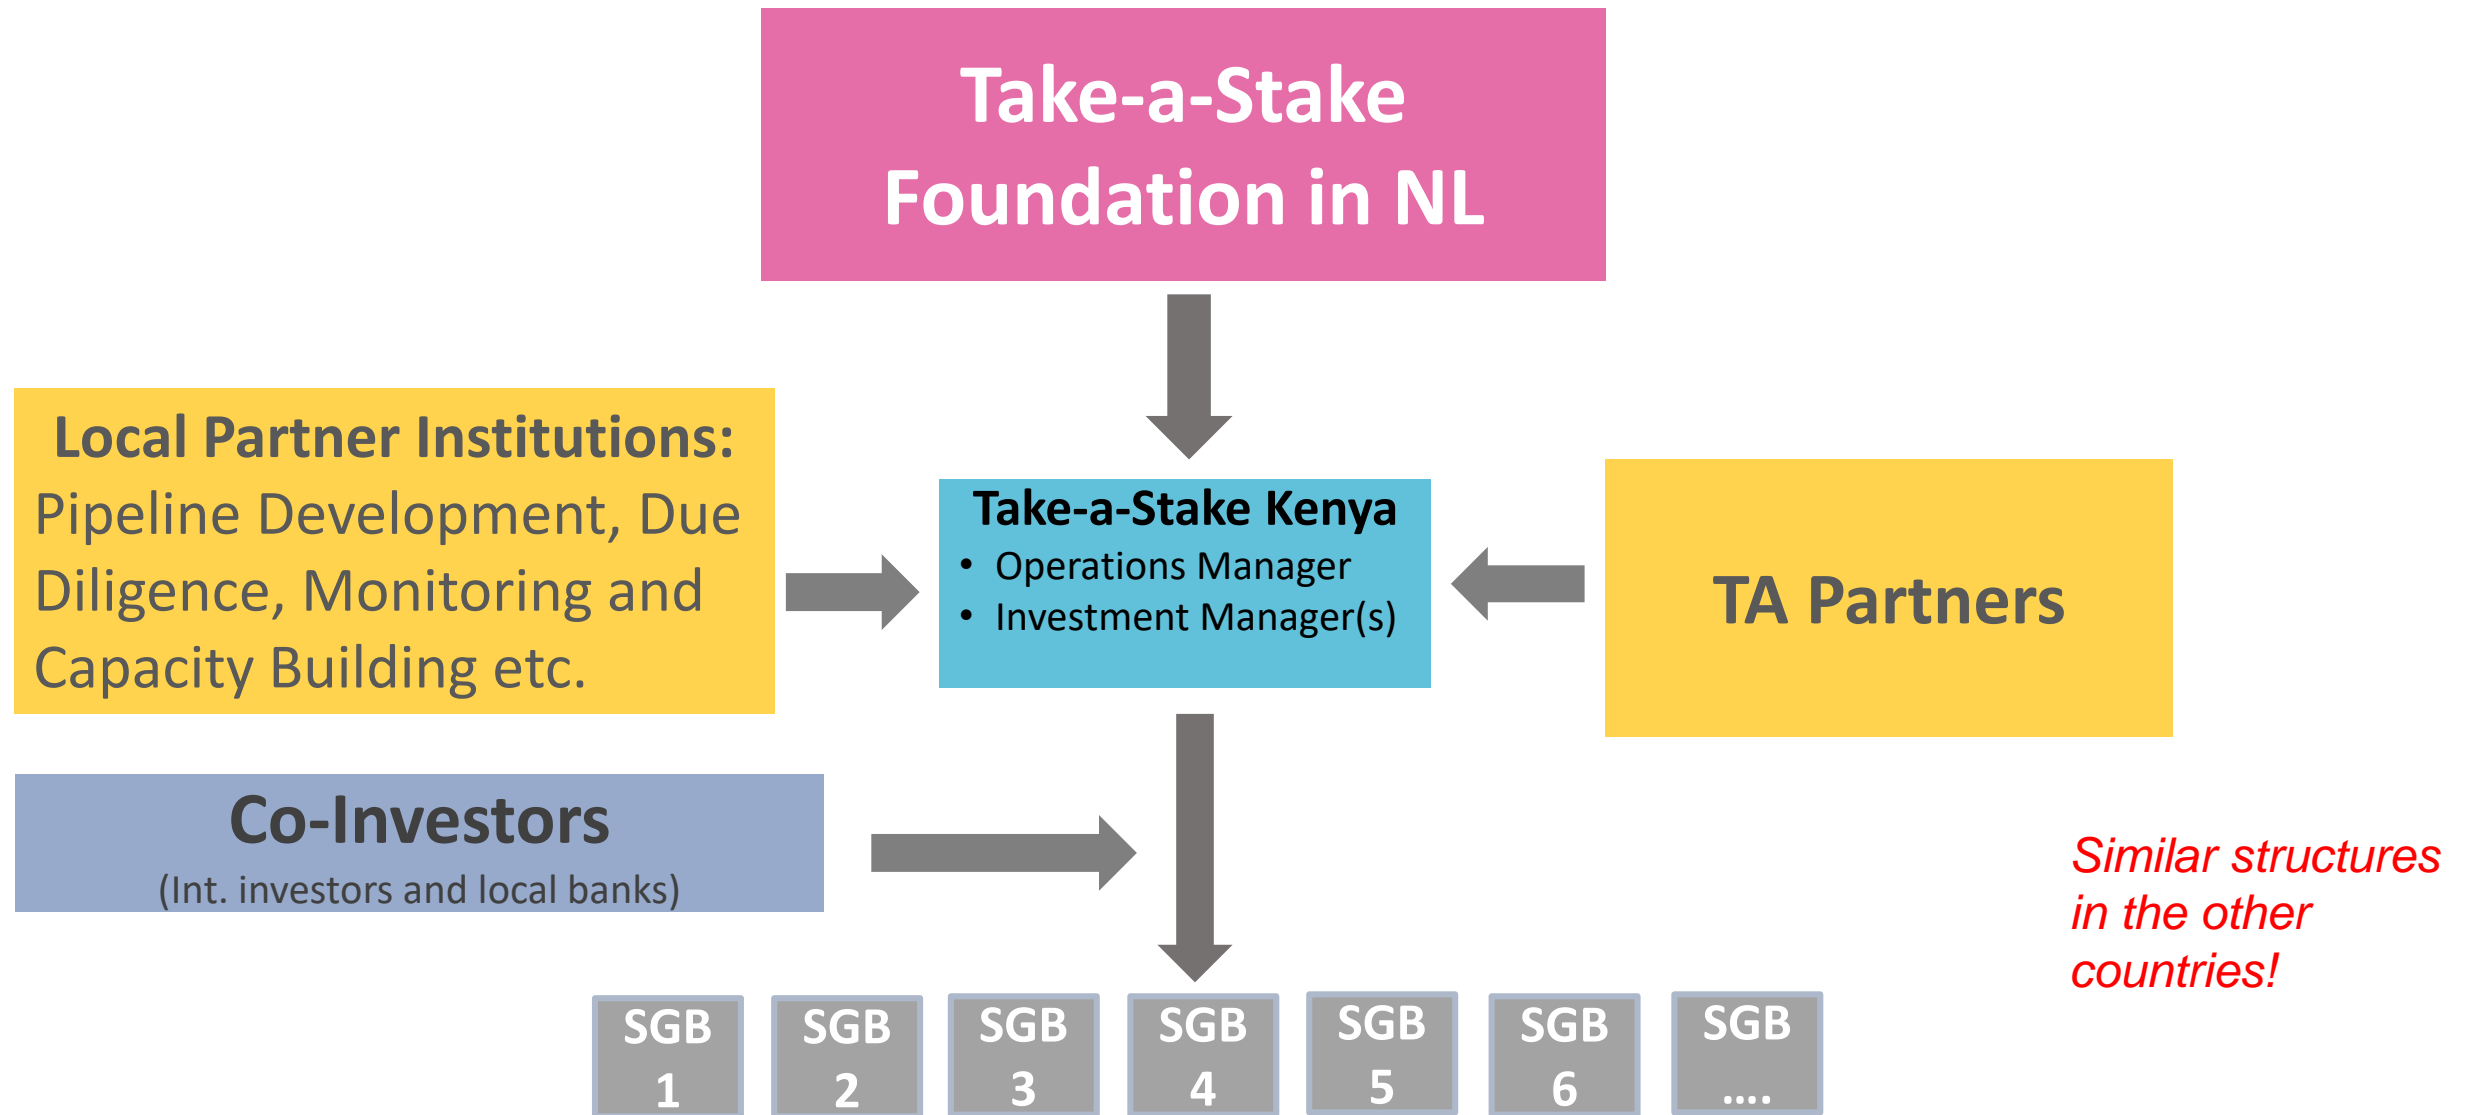 Take-a-Stake
Foundation in NL
Local Partner Institutions:
Pipeline Development, Due
Diligence, Monitoring and
Capacity Building etc.
Take-a-Stake Kenya
• Operations Manager
• Investment Manager(s)
TA Partners
Co-Investors
(Int. investors and local banks)
Similar structures
in the other
countries!
SGB
1
SGB
2
SGB
3
SGB
4
SGB
5
SGB
6
SGB
....